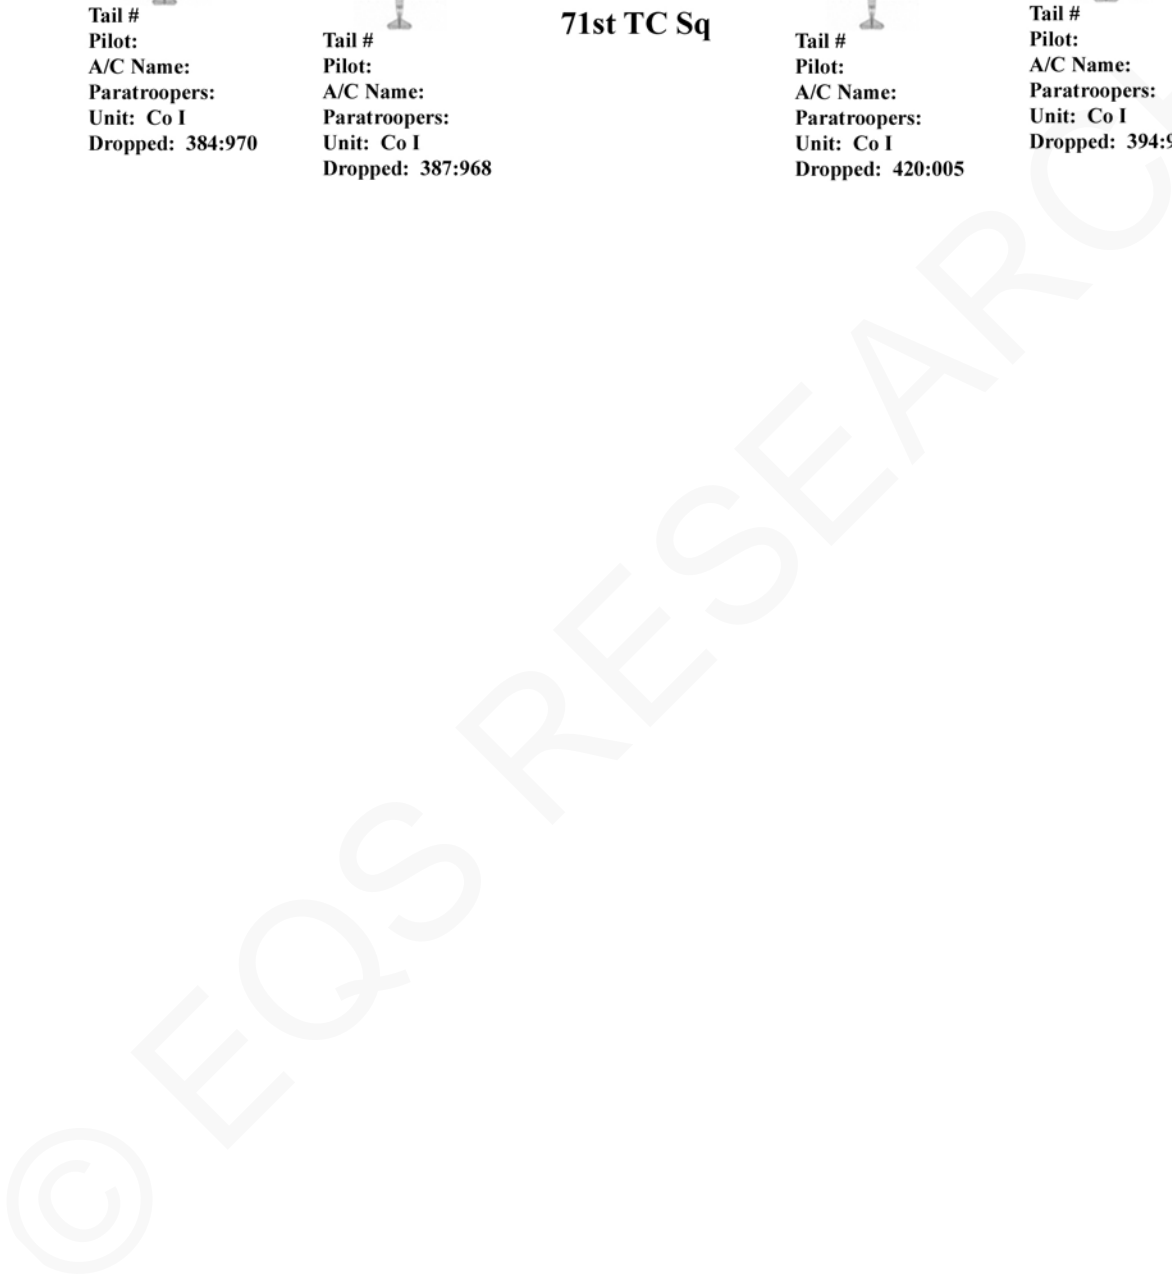 Tail #
Pilot:
A/C Name:
Paratroopers:
Unit: Co I
Dropped: 384:970
Tail #
Pilot:
A/C Name:
Paratroopers:
Unit: Co I
Dropped: 387:968
71st TC Sq
Tail #
Pilot:
A/C Name:
Paratroopers:
Unit: Co I
Dropped: 420:005
Tail #
Pilot:
A/C Name:
Paratroopers:
Unit: Co I
Dropped:
© EQS RESEARC